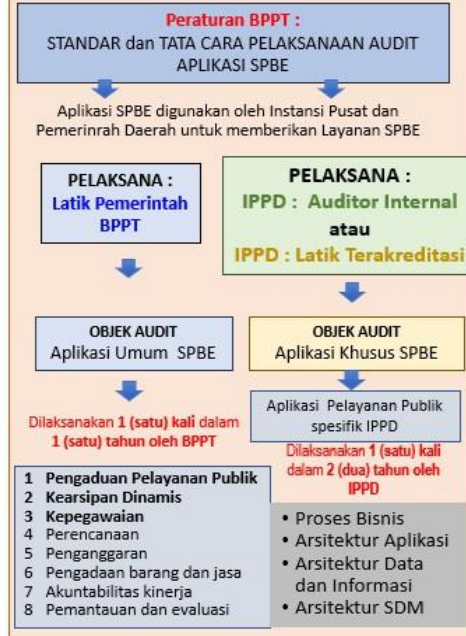 Peraturan BPPT :
STANDAR dan TATA CARA PELAKSANAAN AUDIT
APLIKASI SPBE
Aplikasi SPBE digunakan oleh Instansi Pusat dan
Pemerinrah Daerah untuk memberikan Layanan SPBE
PELAKSANA :
Latik Pemerintah
BPPT
PELAKSANA :
IPPD : Auditor Internal
atau
IPPD : Latik Terakreditasi
OBJEK AUDIT
Aplikasi Umum SPBE
OBJEK AUDIT
Aplikasi Khusus SPBE
Dilaksanakan 1 (satu) kali dalam
1 (satu) tahun oleh BPPT
Aplikasi Pelayanan Publik
spesifik IPPD
Dilaksanakan 1 (satu) kali
dalam 2 (dua) tahun oleh
IPPD
1 Pengaduan Pelayanan Publik
2 Kearsipan Dinamis
3 Kepegawaian
4 Perencanaan
5 Penganggaran
6 Pengadaan barang dan jasa
7 Akuntabilitas kinerja
8 Pemantauan dan evaluasi
• Proses Bisnis
• Arsitektur Aplikasi
• Arsitektur Data
dan Informasi
• Arsitektur SDM